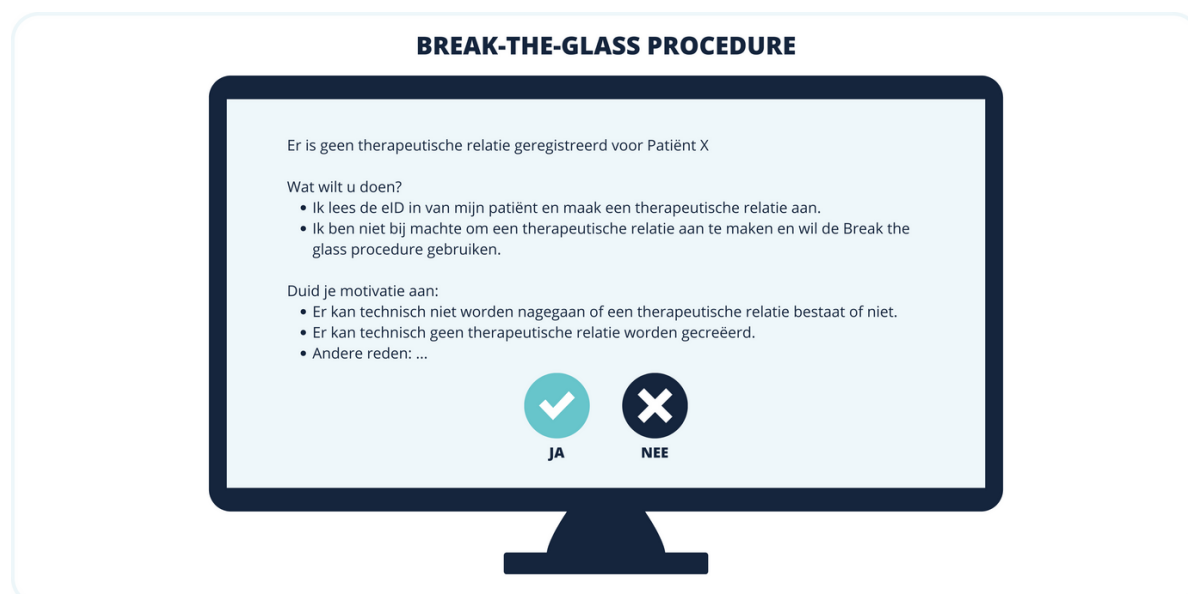 BREAK-THE-GLASS PROCEDURE
Er is geen therapeutische relatie geregistreerd voor Patiënt X
Wat wilt u doen?
• Ik lees de eID in van mijn patiënt en maak een therapeutische relatie aan.
• Ik ben niet bij machte om een therapeutische relatie aan te maken en wil de Break the
glass procedure gebruiken.
Duid je motivatie aan:
• Er kan technisch niet worden nagegaan of een therapeutische relatie bestaat of niet.
• Er kan technisch geen therapeutische relatie worden gecreëerd.
• Andere reden: ...
JA NEE